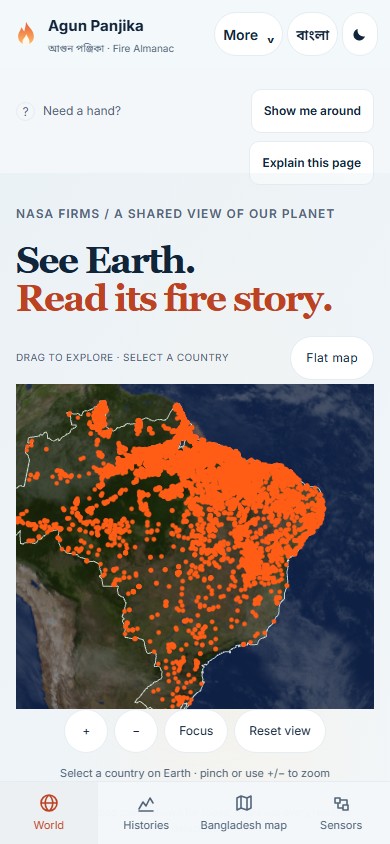 Agun Panjika
আগুন পঞ্জিকা · Fire Almanac
More v
বাংলা
? Need a hand?
Show me around
Explain this page
NASA FIRMS / A SHARED VIEW OF OUR PLANET
See Earth.
Read its fire story.
DRAG TO EXPLORE · SELECT A COUNTRY
Flat map
+
−
Focus
Reset view
Select a country on Earth · pinch or use +/− to zoom
World
Histories
Bangladesh map
Sensors